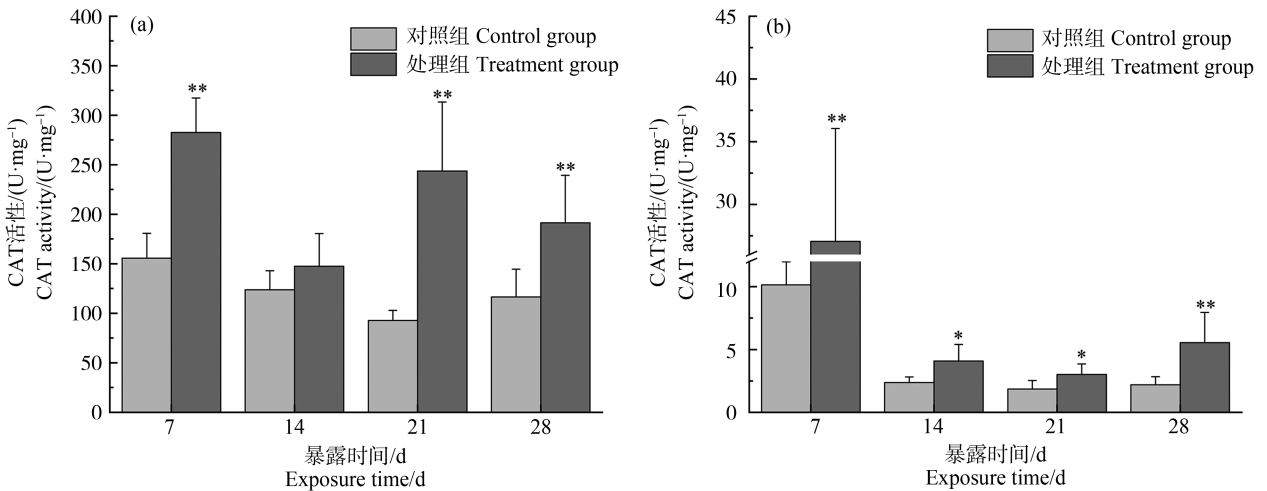 (a)
对照组 Control group
处理组 Treatment group
CAT活性/(U·mg⁻¹)
CAT activity/(U·mg⁻¹)
400
350
300
250
200
150
100
50
0
**
**
**
7 14 21 28
暴露时间/d
Exposure time/d
(b)
对照组 Control group
处理组 Treatment group
CAT活性/(U·mg⁻¹)
CAT activity/(U·mg⁻¹)
45
40
35
30
10
5
0
**
*
*
**
7 14 21 28
暴露时间/d
Exposure time/d